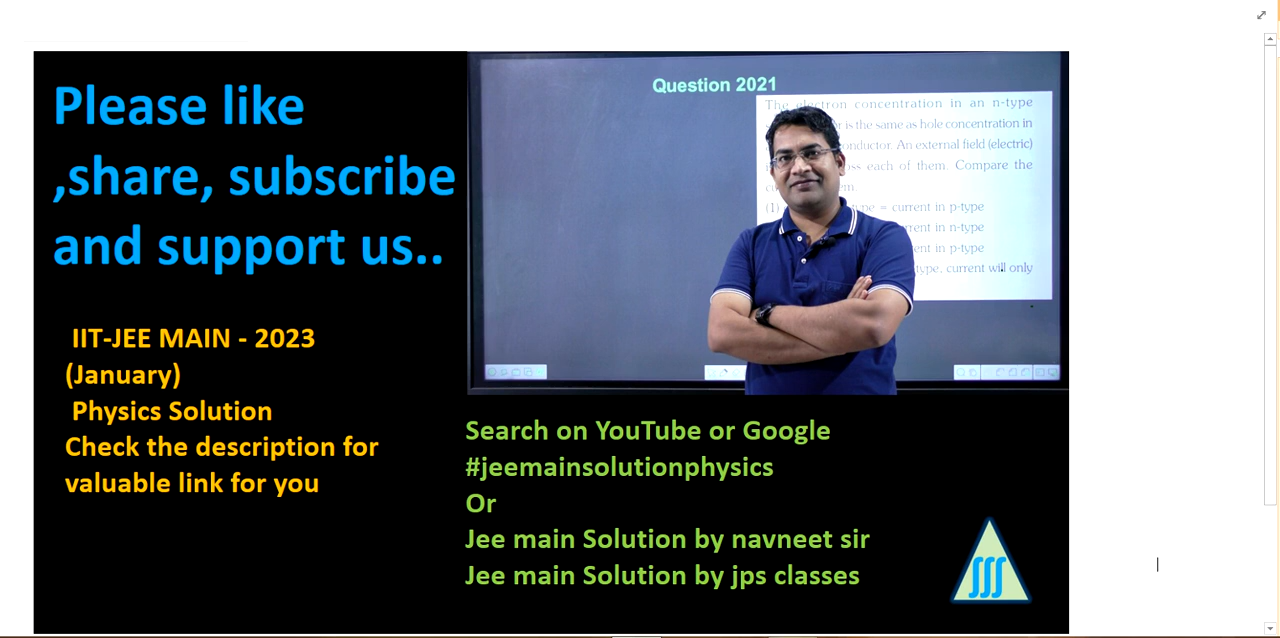 Please like
,share, subscribe
and support us..
IIT-JEE MAIN - 2023
(January)
Physics Solution
Check the description for
valuable link for you
Question 2021
The electron concentration in an n-type
is the same as hole concentration in
An external field (electric)
each of them. Compare the
(1)
= current in p-type
in n-type
in p-type
type, current will only
Search on YouTube or Google
#jeemainsolutionphysics
Or
Jee main Solution by navneet sir
Jee main Solution by jps classes
∫∫∫